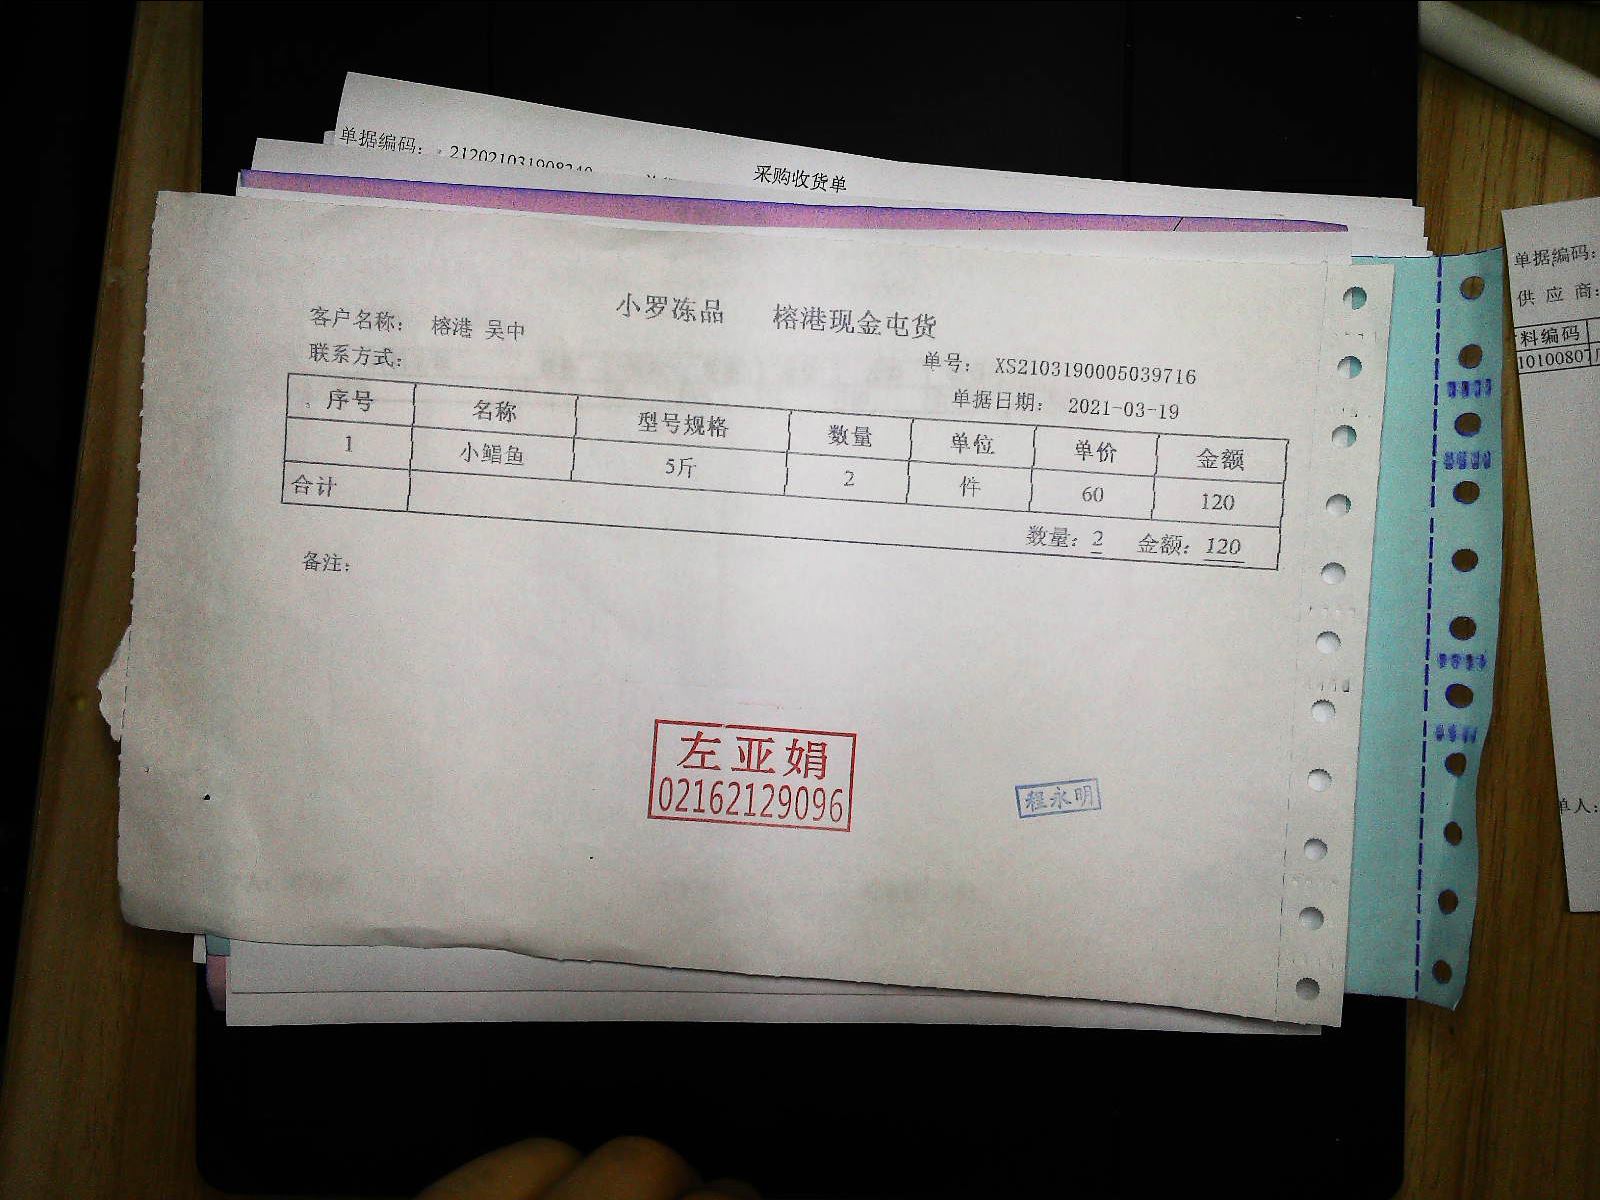 单据编码：
采购收货单
小罗冻品 榕港现金屯货
客户名称： 榕港 吴中
联系方式：
单号： XS2103190005039716
单据日期： 2021-03-19
序号 名称 型号规格 数量 单位 单价 金额
1 小鲳鱼 5斤 2 件 60 120
合计
数量：2 金额：120
备注：
左亚娟
02162129096
程永明
单据编码：
供应商：
料编码
10100807
单人：